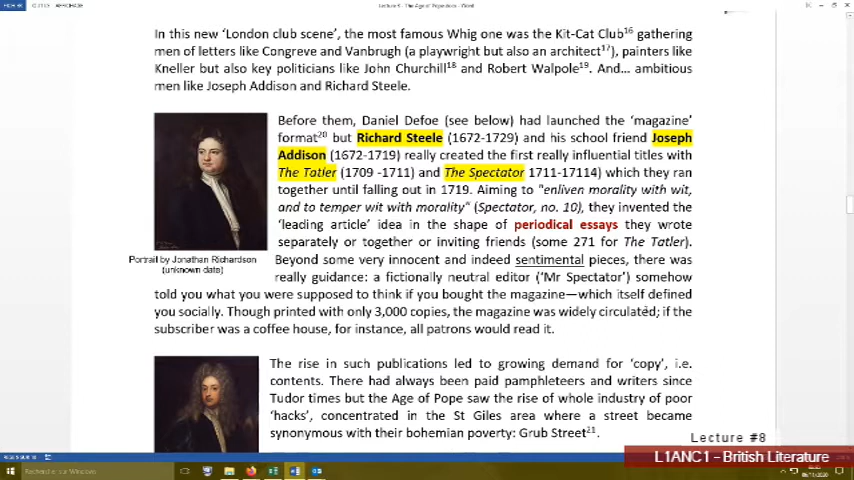 Lecture 5 - The Age of Pope.docx - Word
In this new ‘London club scene’, the most famous Whig one was the Kit-Cat Club16 gathering
men of letters like Congreve and Vanbrugh (a playwright but also an architect17), painters like
Kneller but also key politicians like John Churchill18 and Robert Walpole19. And… ambitious
men like Joseph Addison and Richard Steele.
Before them, Daniel Defoe (see below) had launched the ‘magazine’
format20 but Richard Steele (1672-1729) and his school friend Joseph
Addison (1672-1719) really created the first really influential titles with
The Tatler (1709 -1711) and The Spectator 1711-17114) which they ran
together until falling out in 1719. Aiming to "enliven morality with wit,
and to temper wit with morality" (Spectator, no. 10), they invented the
‘leading article’ idea in the shape of periodical essays they wrote
separately or together or inviting friends (some 271 for The Tatler).
Portrait by Jonathan Richardson
(unknown date)
Beyond some very innocent and indeed sentimental pieces, there was
really guidance: a fictionally neutral editor (‘Mr Spectator’) somehow
told you what you were supposed to think if you bought the magazine—which itself defined
you socially. Though printed with only 3,000 copies, the magazine was widely circulated; if the
subscriber was a coffee house, for instance, all patrons would read it.
The rise in such publications led to growing demand for ‘copy’, i.e.
contents. There had always been paid pamphleteers and writers since
Tudor times but the Age of Pope saw the rise of whole industry of poor
‘hacks’, concentrated in the St Giles area where a street became
synonymous with their bohemian poverty: Grub Street21.
Lecture #8
L1ANC1 - British Literature